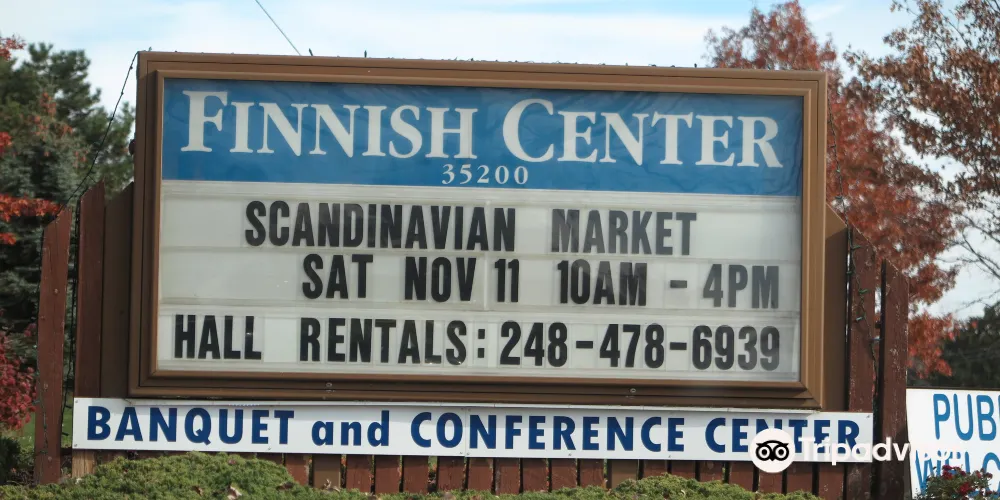 FINNISH CENTER
35200
SCANDINAVIAN MARKET
SAT NOV 11 10AM - 4PM
HALL RENTALS: 248-478-6939
BANQUET and CONFERENCE CENTER
Tripadvisor
PUB